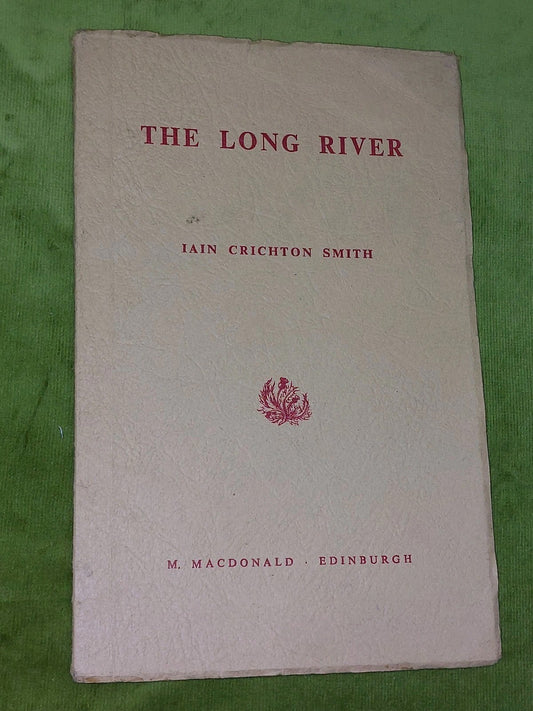 THE LONG RIVER
IAIN CRICHTON SMITH
M. MACDONALD · EDINBURGH